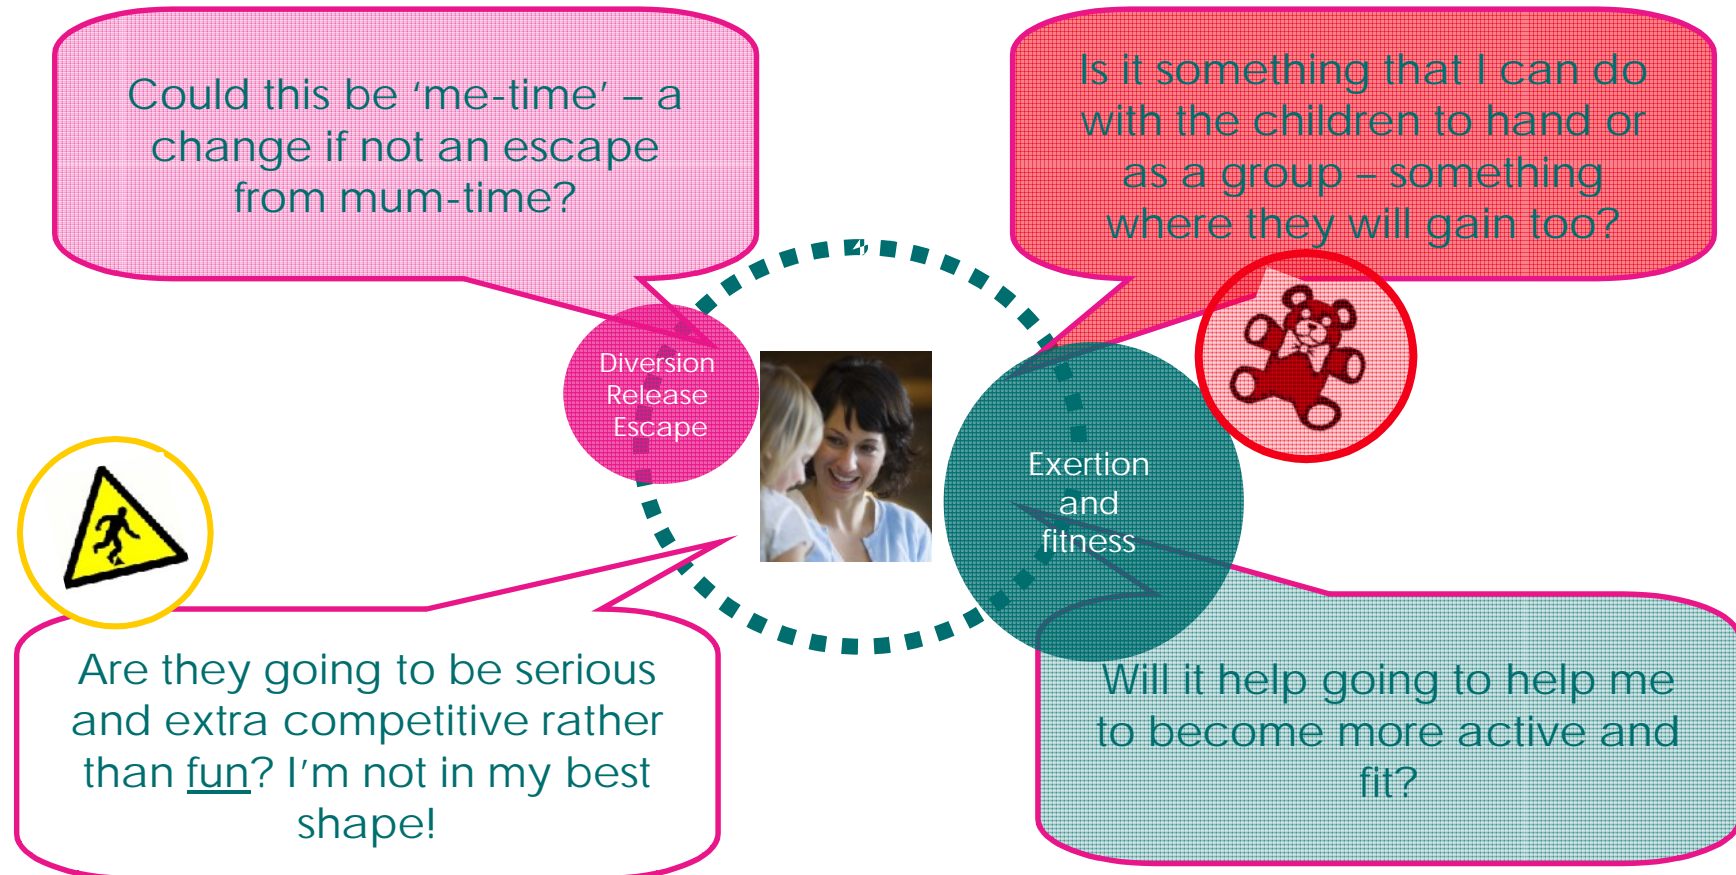 Could this be ‘me-time’ – a
change if not an escape
from mum-time?
Is it something that I can do
with the children to hand or
as a group – something
where they will gain too?
Diversion
Release
Escape
Exertion
and
fitness
Are they going to be serious
and extra competitive rather
than fun? I’m not in my best
shape!
Will it help going to help me
to become more active and
fit?